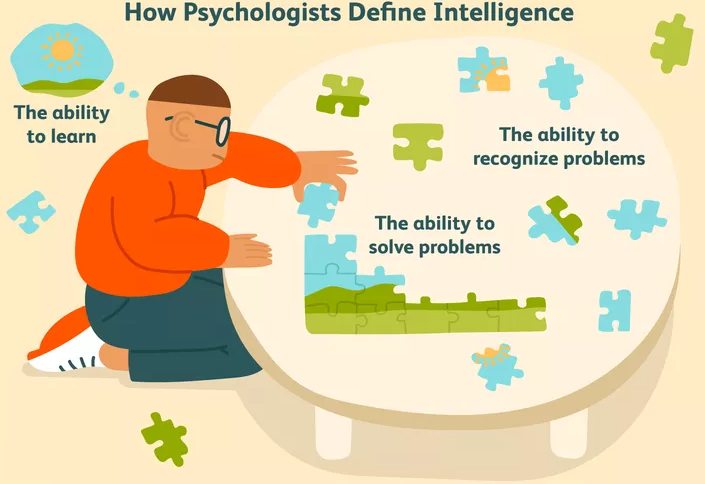 How Psychologists Define Intelligence
The ability
to learn
The ability to
recognize problems
The ability to
solve problems